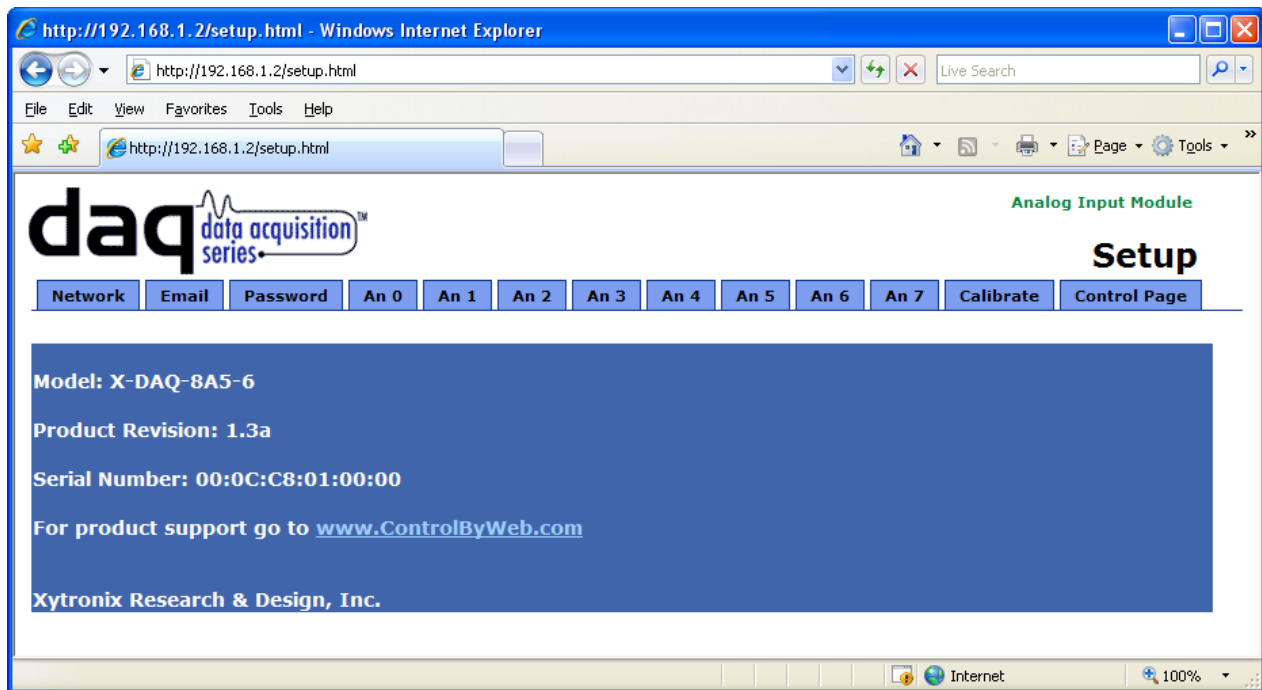 http://192.168.1.2/setup.html - Windows Internet Explorer
http://192.168.1.2/setup.html
Live Search
File Edit View Favorites Tools Help
http://192.168.1.2/setup.html
Page Tools »
daq data acquisition series™
Analog Input Module
Setup
Network Email Password An 0 An 1 An 2 An 3 An 4 An 5 An 6 An 7 Calibrate Control Page
Model: X-DAQ-8A5-6
Product Revision: 1.3a
Serial Number: 00:0C:C8:01:00:00
For product support go to www.ControlByWeb.com
Xytronix Research & Design, Inc.
Internet 100%